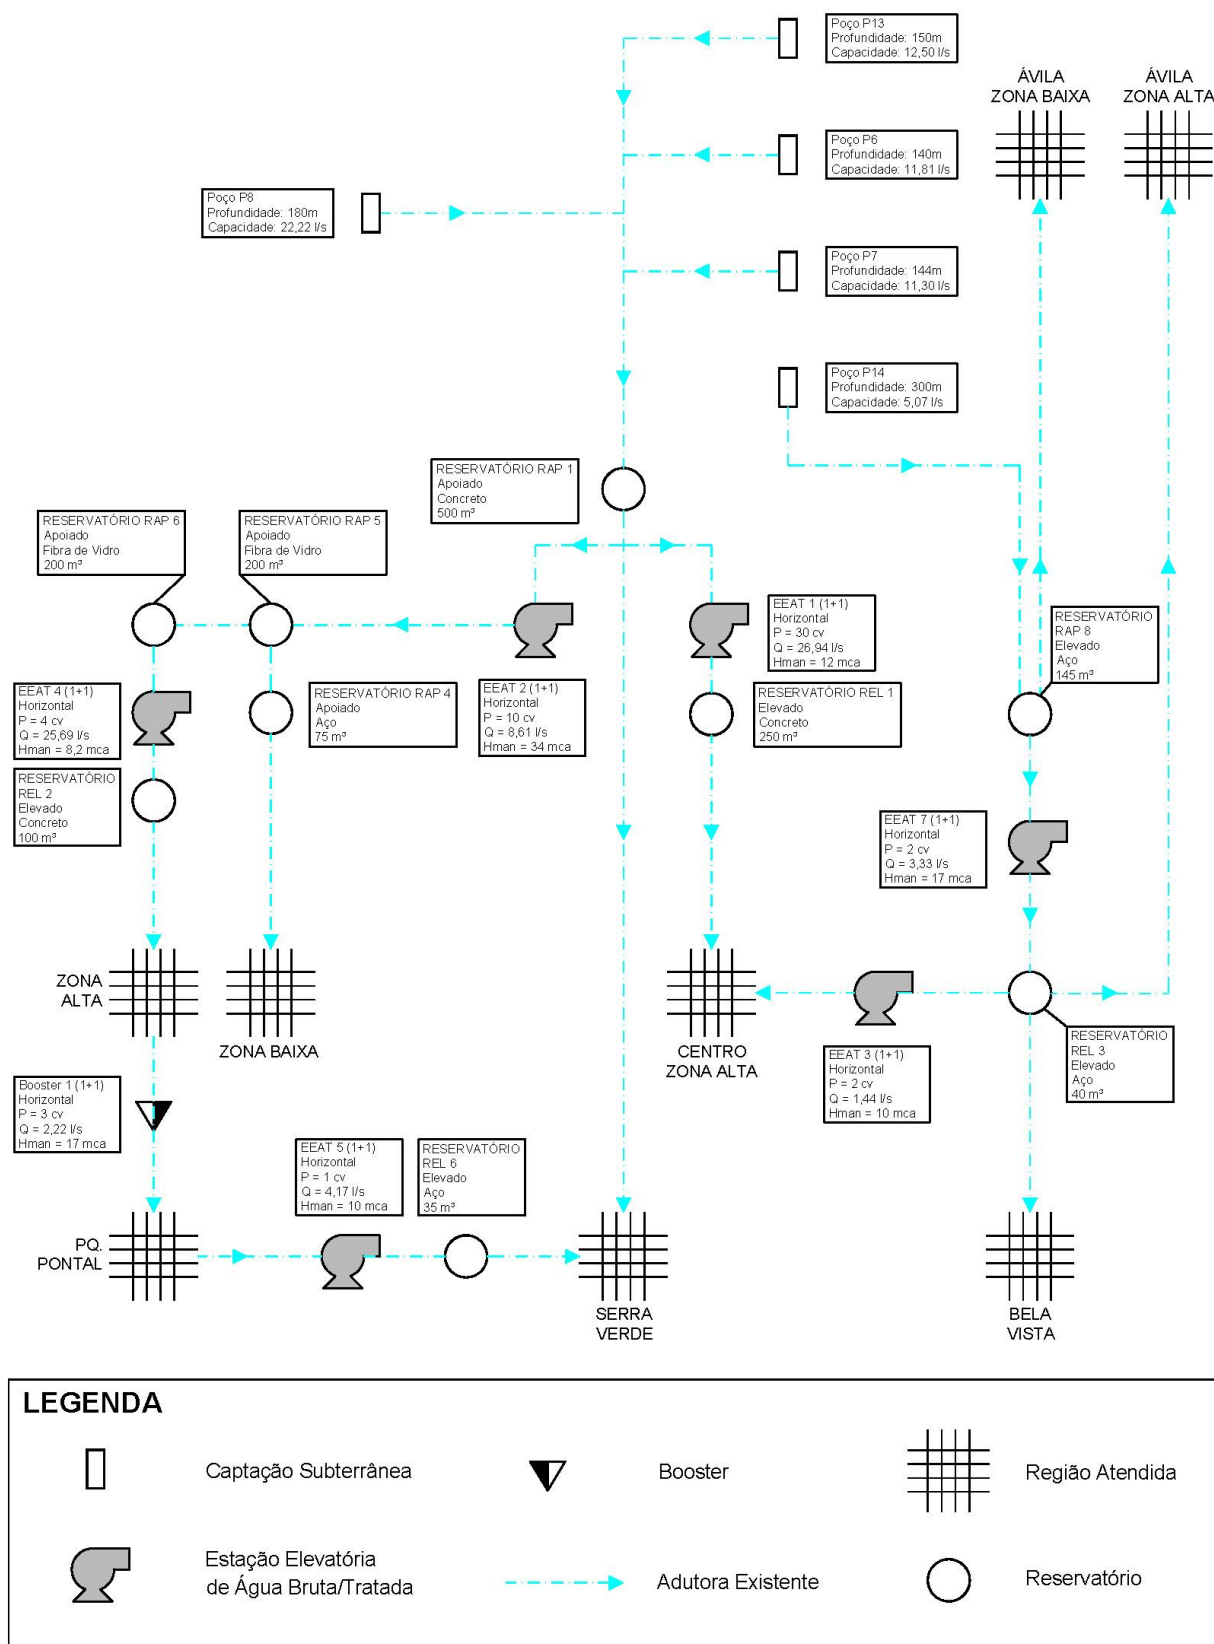 Poço P13
Profundidade: 150m
Capacidade: 12,50 l/s
ÁVILA
ZONA BAIXA
ÁVILA
ZONA ALTA
Poço P6
Profundidade: 140m
Capacidade: 11,81 l/s
Poço P8
Profundidade: 180m
Capacidade: 22,22 l/s
Poço P7
Profundidade: 144m
Capacidade: 11,30 l/s
Poço P14
Profundidade: 300m
Capacidade: 5,07 l/s
RESERVATÓRIO RAP 1
Apoiado
Concreto
500 m³
RESERVATÓRIO RAP 6
Apoiado
Fibra de Vidro
200 m³
RESERVATÓRIO RAP 5
Apoiado
Fibra de Vidro
200 m³
EEAT 1 (1+1)
Horizontal
P = 30 cv
Q = 26,94 l/s
Hman = 12 mca
RESERVATÓRIO
RAP 8
Elevado
Aço
145 m³
EEAT 4 (1+1)
Horizontal
P = 4 cv
Q = 25,69 l/s
Hman = 8,2 mca
RESERVATÓRIO RAP 4
Apoiado
Aço
75 m³
EEAT 2 (1+1)
Horizontal
P = 10 cv
Q = 8,61 l/s
Hman = 34 mca
RESERVATÓRIO REL 1
Elevado
Concreto
250 m³
RESERVATÓRIO
REL 2
Elevado
Concreto
100 m³
EEAT 7 (1+1)
Horizontal
P = 2 cv
Q = 3,33 l/s
Hman = 17 mca
ZONA
ALTA
ZONA BAIXA
CENTRO
ZONA ALTA
EEAT 3 (1+1)
Horizontal
P = 2 cv
Q = 1,44 l/s
Hman = 10 mca
RESERVATÓRIO
REL 3
Elevado
Aço
40 m³
Booster 1 (1+1)
Horizontal
P = 3 cv
Q = 2,22 l/s
Hman = 17 mca
EEAT 5 (1+1)
Horizontal
P = 1 cv
Q = 4,17 l/s
Hman = 10 mca
RESERVATÓRIO
REL 6
Elevado
Aço
35 m³
PQ.
PONTAL
SERRA
VERDE
BELA
VISTA
LEGENDA
Captação Subterrânea
Booster
Região Atendida
Estação Elevatória
de Água Bruta/Tratada
Adutora Existente
Reservatório